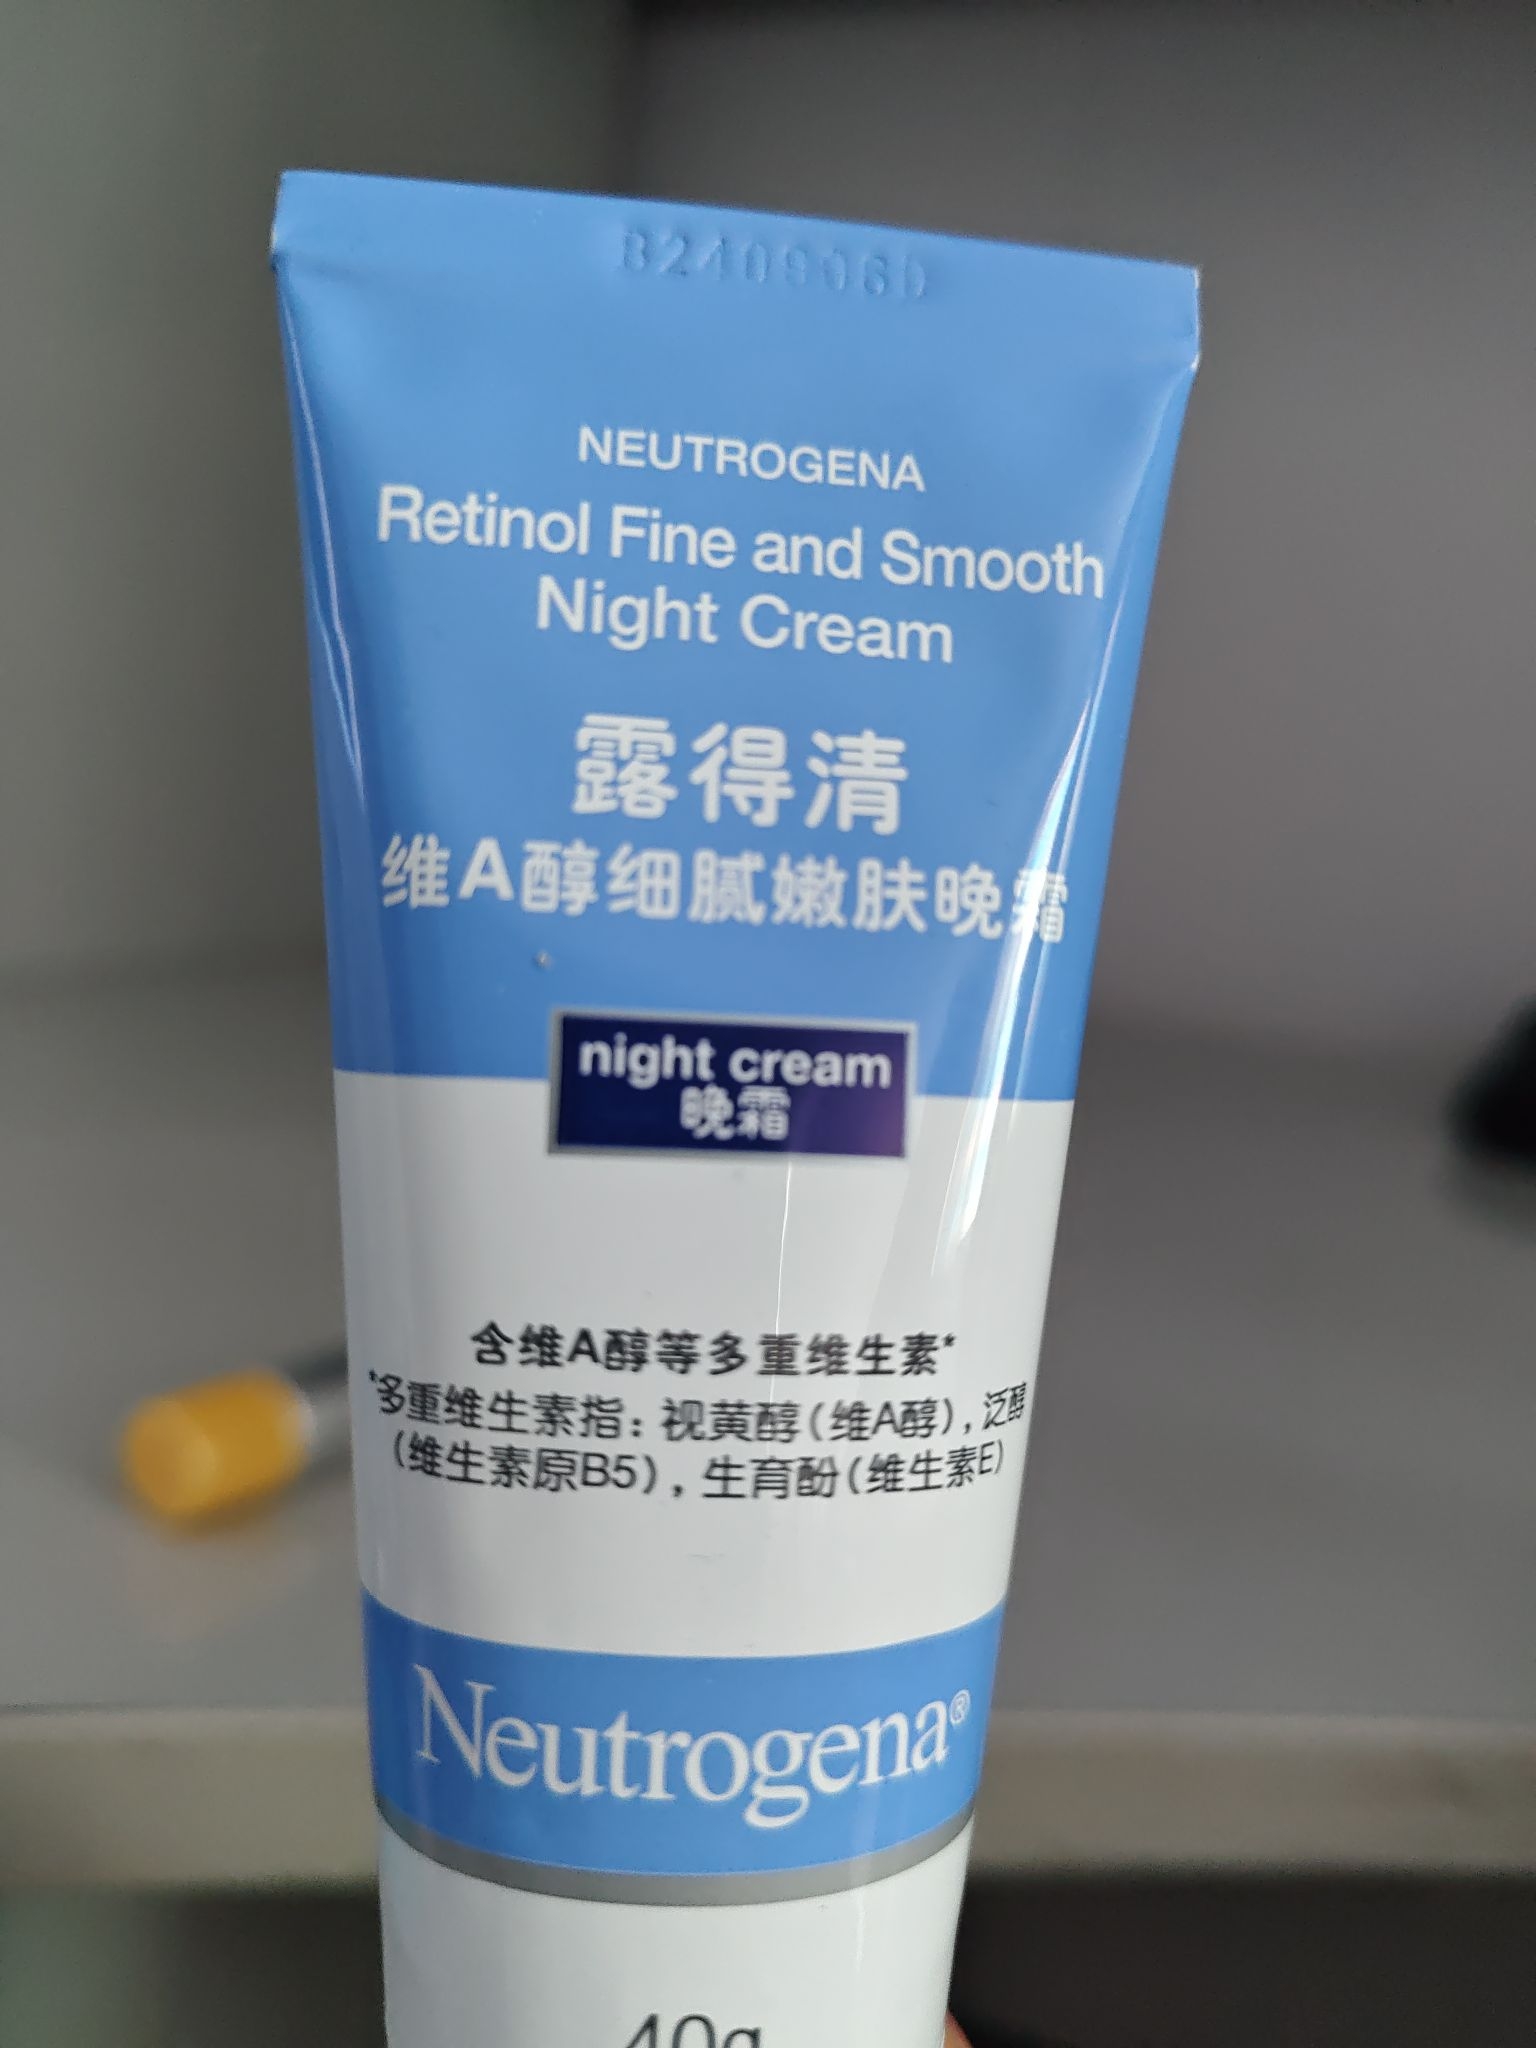 B240906D
NEUTROGENA
Retinol Fine and Smooth
Night Cream
露得清
维A醇细腻嫩肤晚霜
night cream
晚霜
含维A醇等多重维生素*
*多重维生素指：视黄醇（维A醇），泛醇
（维生素原B5），生育酚（维生素E）
Neutrogena®
40g